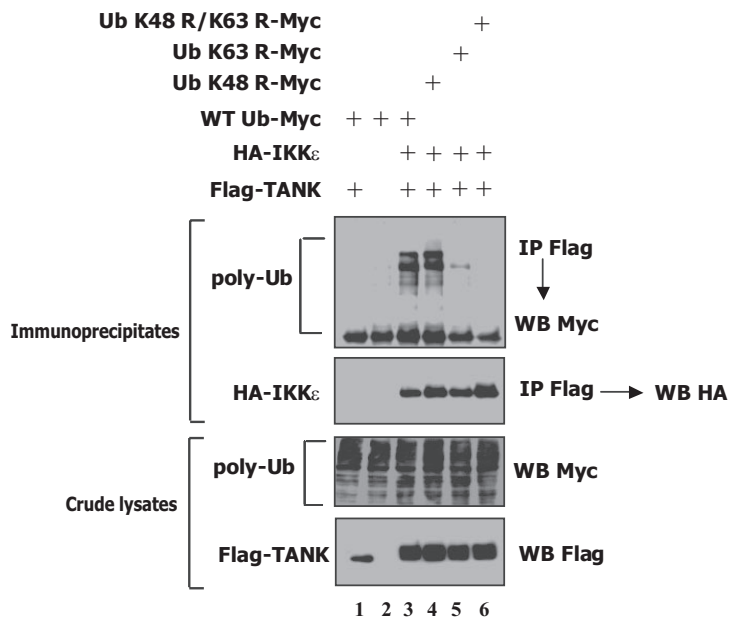 Ub K48 R/K63 R-Myc +
Ub K63 R-Myc +
Ub K48 R-Myc +
WT Ub-Myc + + +
HA-IKKε + + + +
Flag-TANK + + + + +
poly-Ub
IP Flag
WB Myc
Immunoprecipitates
HA-IKKε
IP Flag → WB HA
poly-Ub
WB Myc
Crude lysates
Flag-TANK
WB Flag
1 2 3 4 5 6